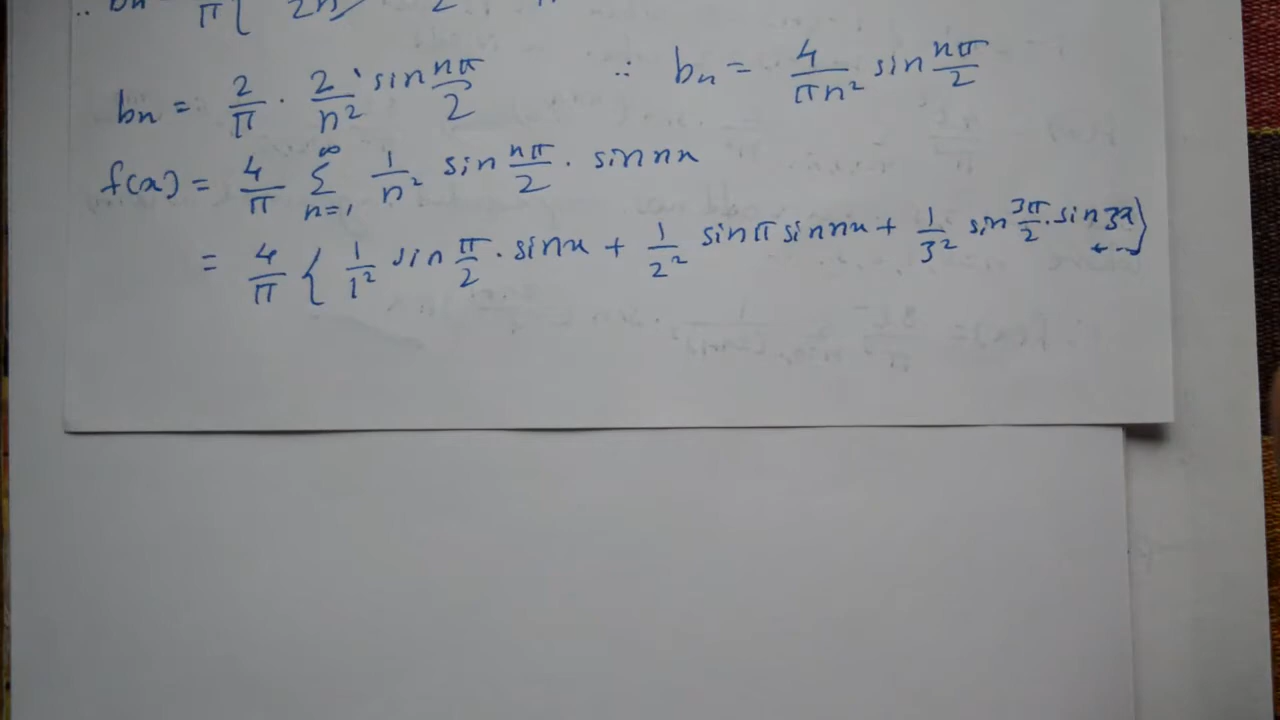 bn = 2/π · 2/n² sin nπ/2 ∴ bn = 4/πn² sin nπ/2
f(x) = 4/π ∑ n=1 ∞ 1/n² sin nπ/2 · sin nx
= 4/π { 1/1² sin π/2 · sin x + 1/2² sin π sin nx + 1/3² sin 3π/2 · sin 3x }